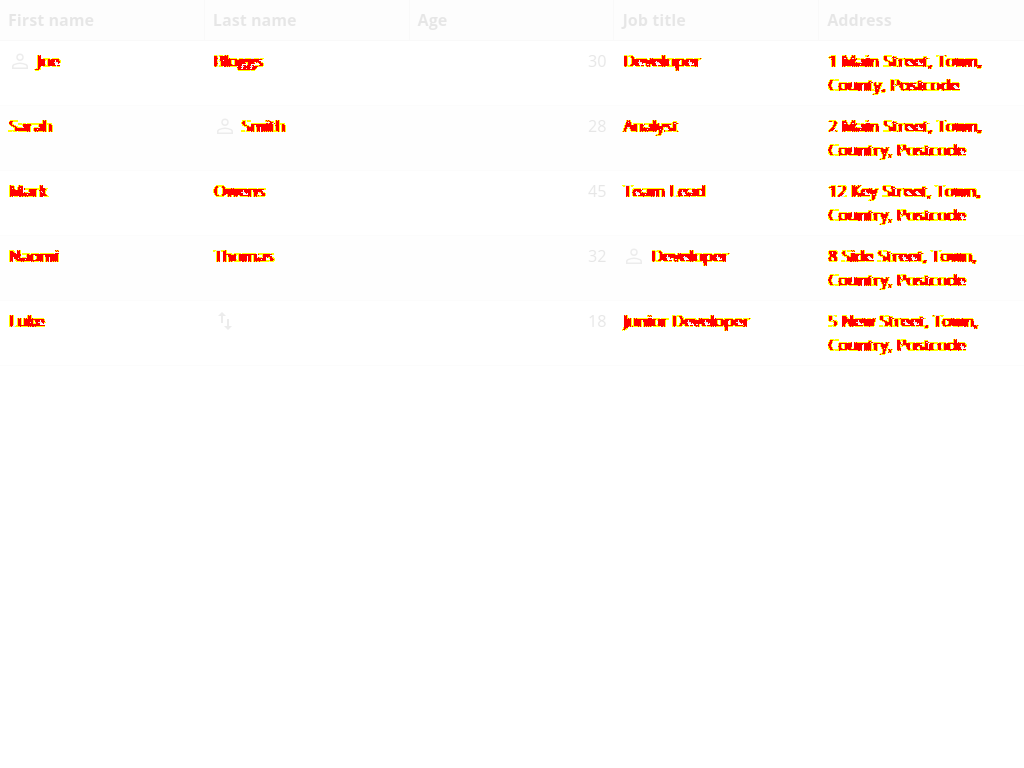 First name Last name Age Job title Address
Joe Bloggs 30 Developer 1 Main Street, Town,
County, Postcode
Sarah Smith 28 Analyst 2 Main Street, Town,
Country, Postcode
Mark Owens 45 Team Lead 12 Key Street, Town,
Country, Postcode
Naomi Thomas 32 Developer 8 Side Street, Town,
Country, Postcode
Luke 18 Junior Developer 5 New Street, Town,
Country, Postcode